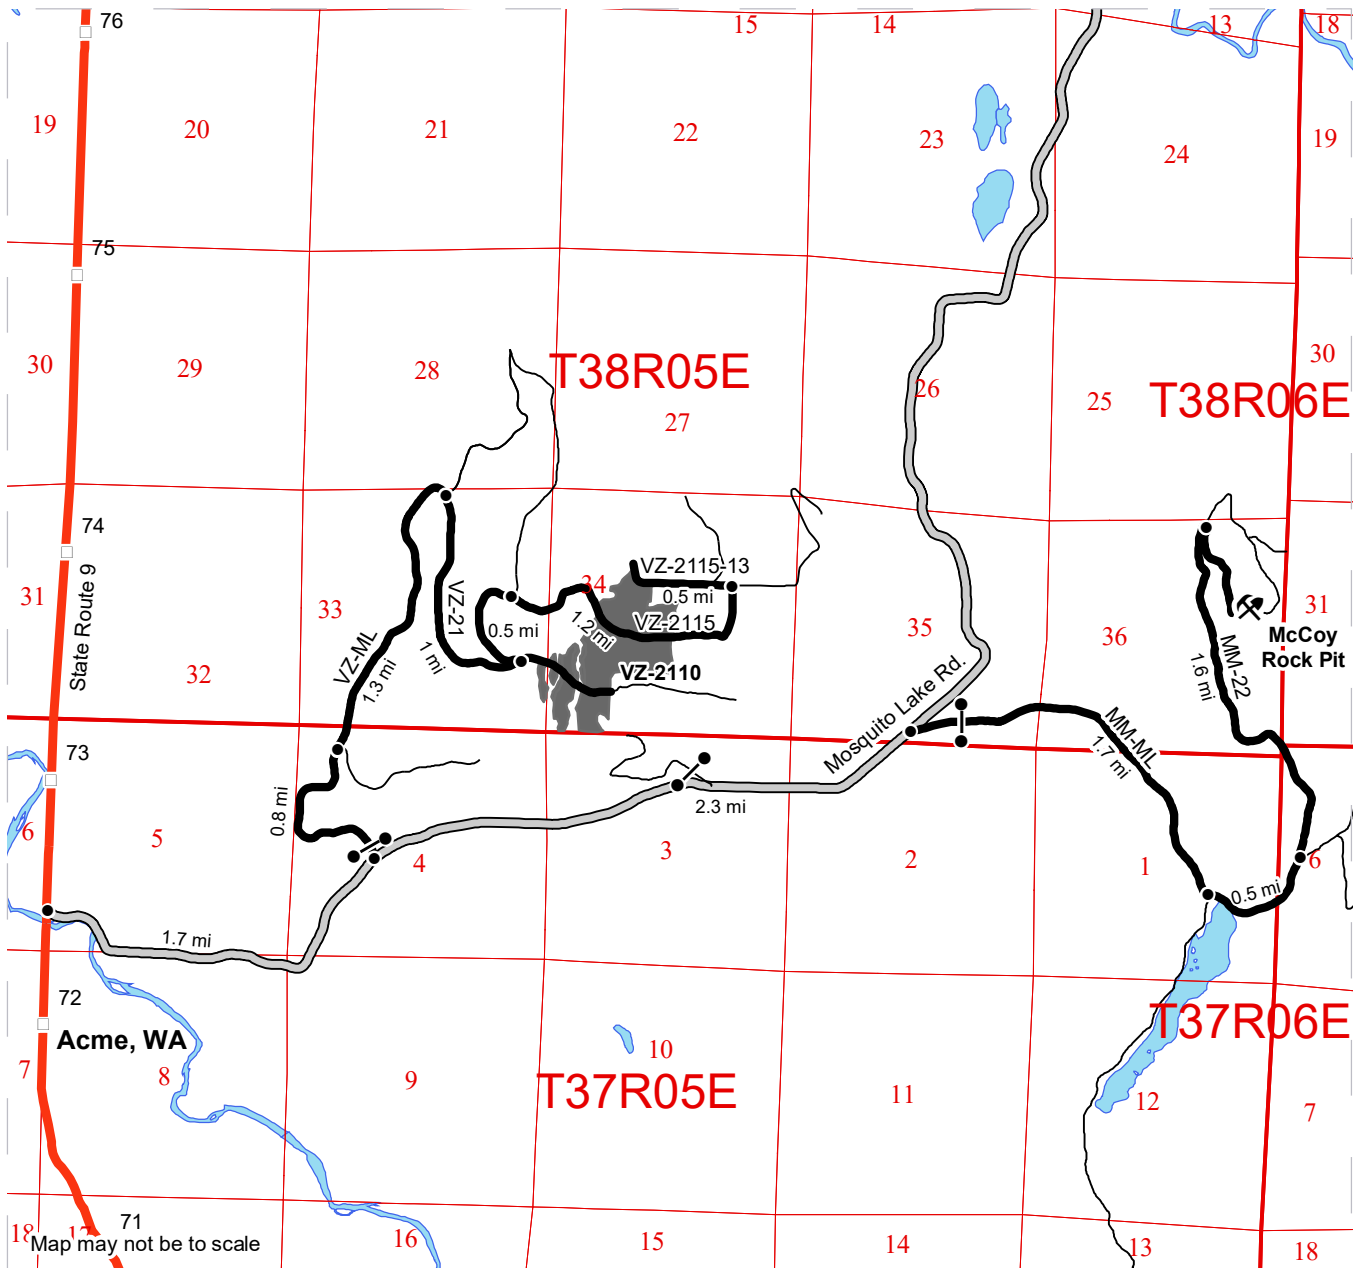 76
15
14
13
18
19
20
21
22
23
24
19
75
30
29
28
T38R05E
27
26
25
T38R06E
30
74
31
State Route 9
33
32
VZ-ML
1.3 mi
VZ-21
1 mi
0.5 mi
34
1.2 mi
VZ-2115-13
0.5 mi
VZ-2115
VZ-2110
35
36
31
McCoy
Rock Pit
MM-22
1.6 mi
Mosquito Lake Rd.
MM-ML
1.7 mi
73
2.3 mi
0.8 mi
6
5
4
3
2
1
6
0.5 mi
1.7 mi
72
Acme, WA
7
8
9
10
T37R05E
11
T37R06E
12
7
71
18
17
Map may not be to scale
16
15
14
13
18